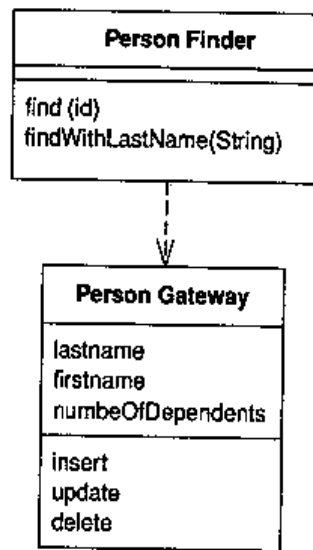 Person Finder
find (id)
findWithLastName(String)
Person Gateway
lastname
firstname
numbeOfDependents
insert
update
delete